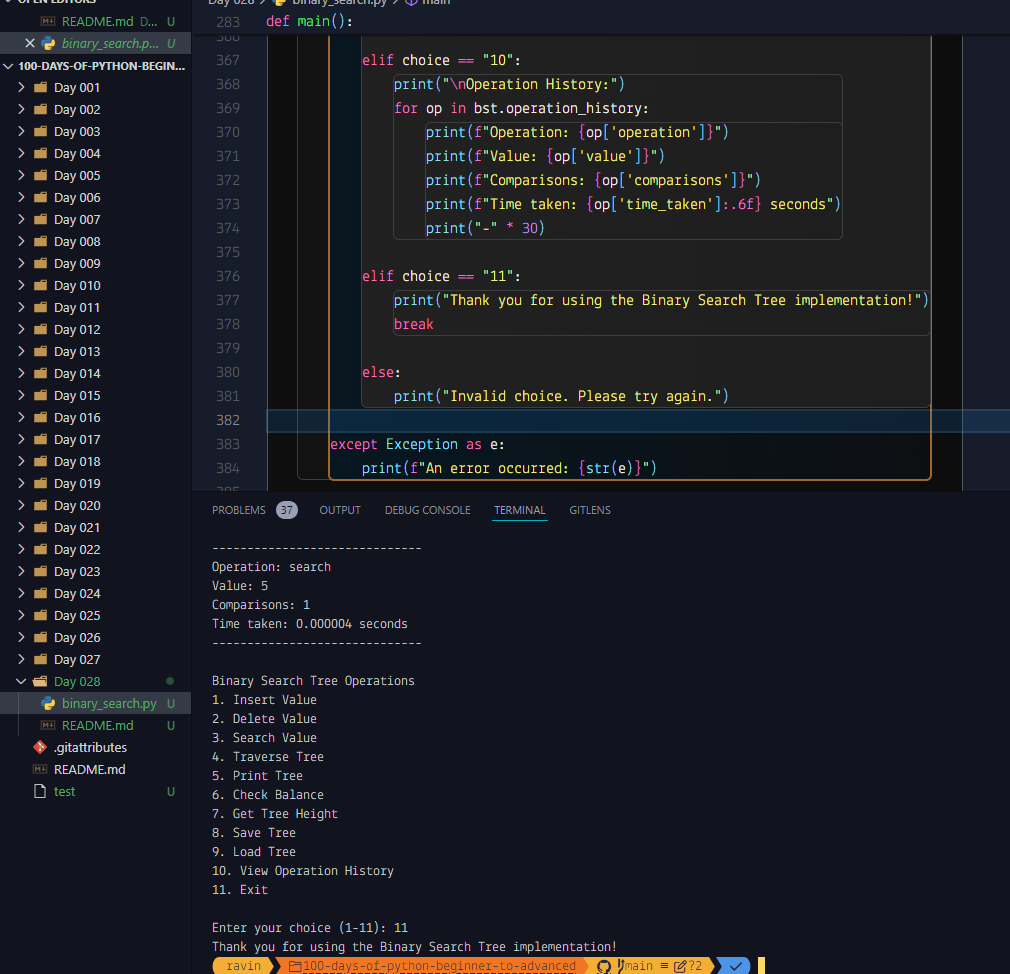 OPEN EDITORS
README.md D... U
binary_search.p... U
100-DAYS-OF-PYTHON-BEGIN...
Day 001
Day 002
Day 003
Day 004
Day 005
Day 006
Day 007
Day 008
Day 009
Day 010
Day 011
Day 012
Day 013
Day 014
Day 015
Day 016
Day 017
Day 018
Day 019
Day 020
Day 021
Day 022
Day 023
Day 024
Day 025
Day 026
Day 027
Day 028
binary_search.py U
README.md U
.gitattributes
README.md
test U
Day 028 > binary_search.py > main
283 def main():
366
367 elif choice == "10":
368 print("\nOperation History:")
369 for op in bst.operation_history:
370 print(f"Operation: {op['operation']}")
371 print(f"Value: {op['value']}")
372 print(f"Comparisons: {op['comparisons']}")
373 print(f"Time taken: {op['time_taken']:.6f} seconds")
374 print("-" * 30)
375
376 elif choice == "11":
377 print("Thank you for using the Binary Search Tree implementation!")
378 break
379
380 else:
381 print("Invalid choice. Please try again.")
382
383 except Exception as e:
384 print(f"An error occurred: {str(e)}")
385
PROBLEMS 37 OUTPUT DEBUG CONSOLE TERMINAL GITLENS
------------------------------
Operation: search
Value: 5
Comparisons: 1
Time taken: 0.000004 seconds
------------------------------
Binary Search Tree Operations
1. Insert Value
2. Delete Value
3. Search Value
4. Traverse Tree
5. Print Tree
6. Check Balance
7. Get Tree Height
8. Save Tree
9. Load Tree
10. View Operation History
11. Exit
Enter your choice (1-11): 11
Thank you for using the Binary Search Tree implementation!
ravin 100-days-of-python-beginner-to-advanced main ≡ ?2